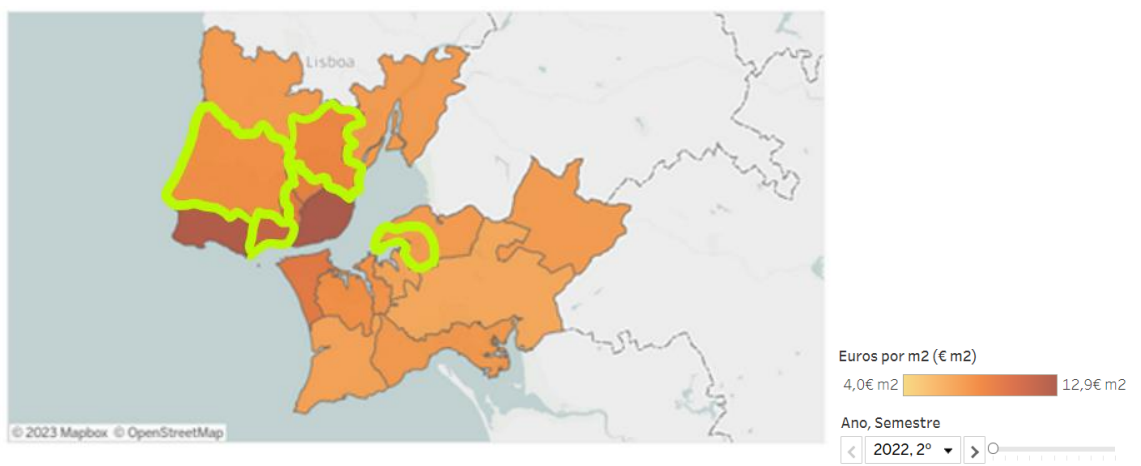 Lisboa
© 2023 Mapbox © OpenStreetMap
Euros por m2 (€ m2)
4,0€ m2 12,9€ m2
Ano, Semestre
2022, 2º